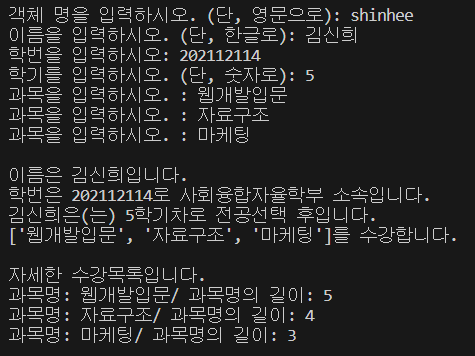 객체 명을 입력하시오. (단, 영문으로): shinhee
이름을 입력하시오. (단, 한글로): 김신희
학번을 입력하시오: 202112114
학기를 입력하시오. (단, 숫자로): 5
과목을 입력하시오. : 웹개발입문
과목을 입력하시오. : 자료구조
과목을 입력하시오. : 마케팅
이름은 김신희입니다.
학번은 202112114로 사회융합자율학부 소속입니다.
김신희은(는) 5학기차로 전공선택 후입니다.
['웹개발입문', '자료구조', '마케팅']를 수강합니다.
자세한 수강목록입니다.
과목명: 웹개발입문/ 과목명의 길이: 5
과목명: 자료구조/ 과목명의 길이: 4
과목명: 마케팅/ 과목명의 길이: 3